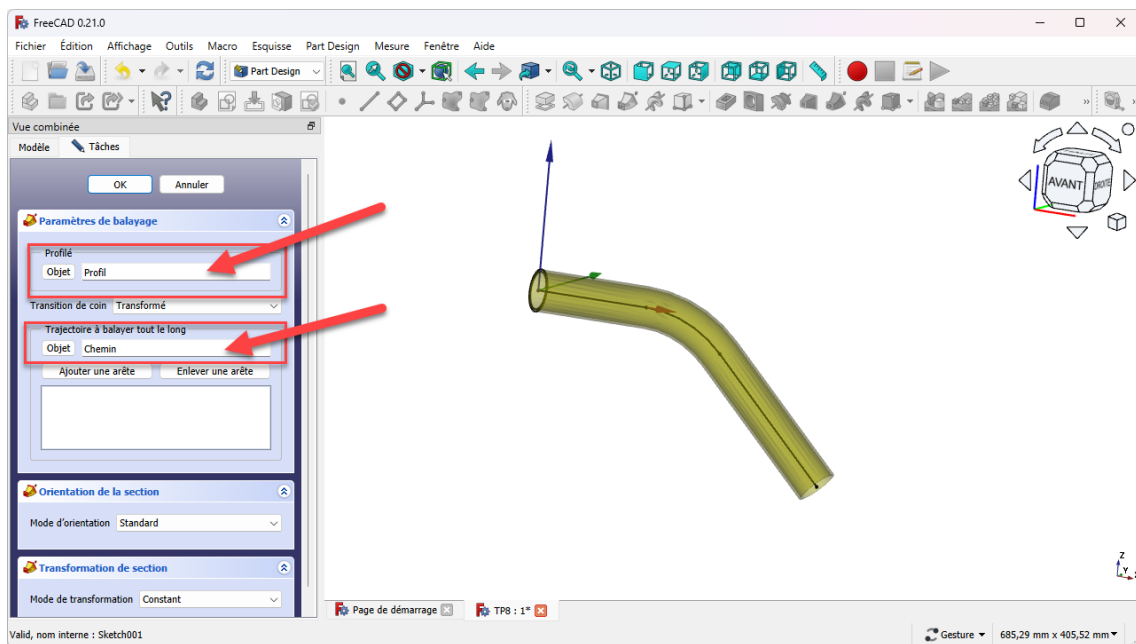 FreeCAD 0.21.0
Fichier Édition Affichage Outils Macro Esquisse Part Design Mesure Fenêtre Aide
Part Design
Vue combinée
Modèle Tâches
OK Annuler
Paramètres de balayage
Profilé
Objet Profil
Transition de coin Transformé
Trajectoire à balayer tout le long
Objet Chemin
Ajouter une arête Enlever une arête
Orientation de la section
Mode d'orientation Standard
Transformation de section
Mode de transformation Constant
AVANT DROITE
Z
Y
Page de démarrage TP8 : 1*
Valid, nom interne : Sketch001
Gesture 685,29 mm x 405,52 mm